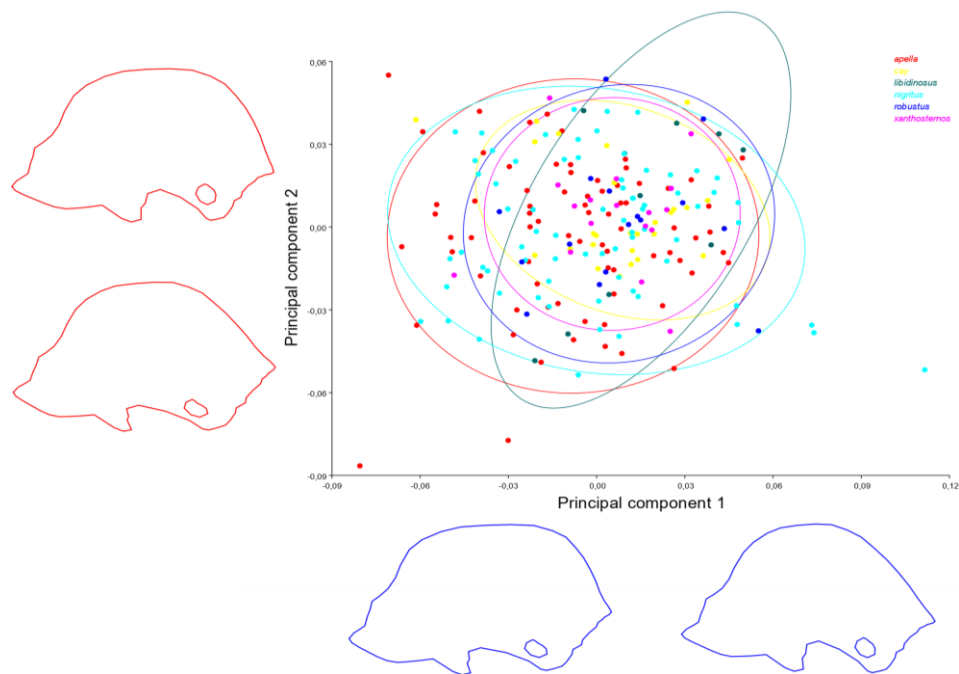 0,06
0,03
0,00
-0,03
-0,06
-0,09
Principal component 2
-0,09
-0,06
-0,03
0,00
0,03
0,06
0,09
0,12
Principal component 1
apella
cay
libidinosus
nigritus
robustus
xanthosternos